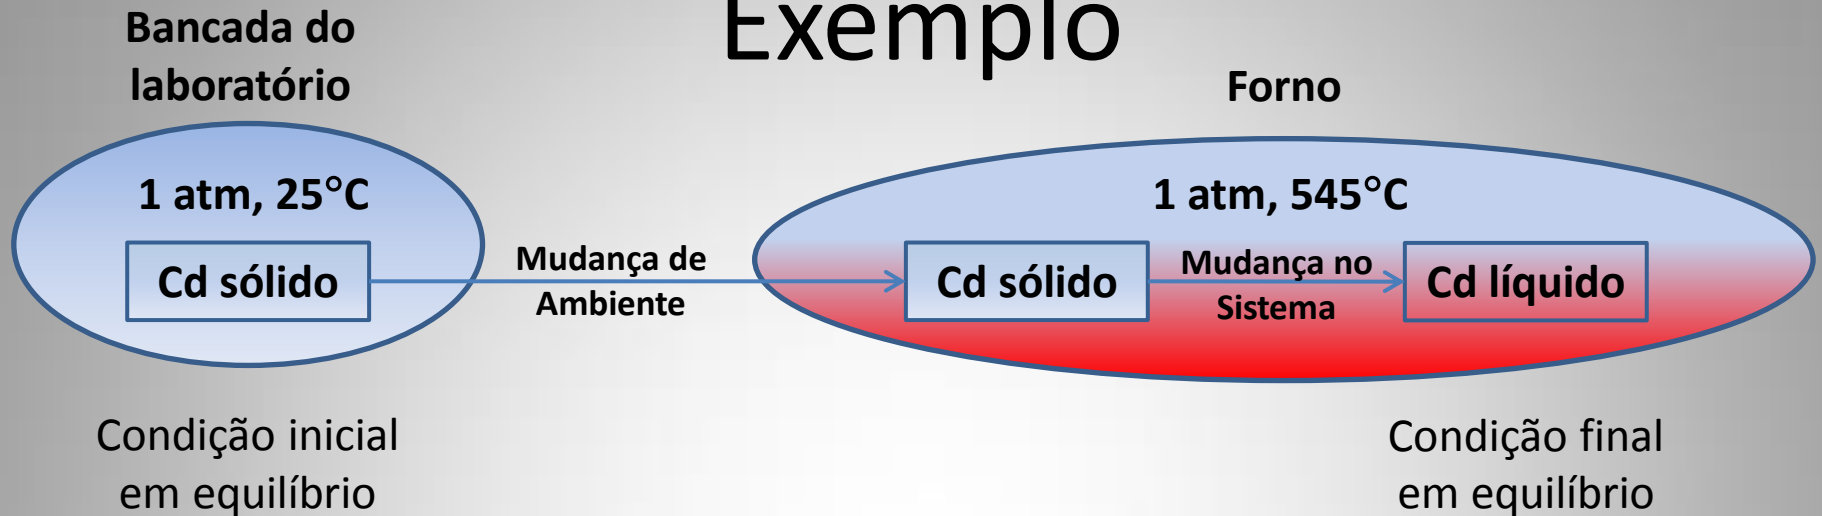 Exemplo
Bancada do
laboratório
1 atm, 25°C
Cd sólido
Mudança de
Ambiente
Forno
1 atm, 545°C
Cd sólido
Mudança no
Sistema
Cd líquido
Condição inicial
em equilíbrio
Condição final
em equilíbrio